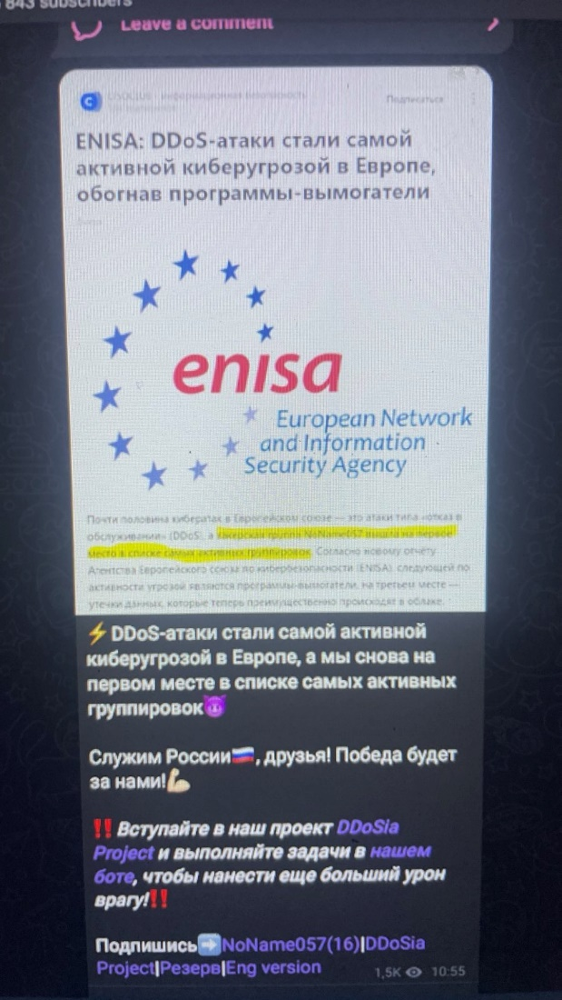 843 subscribers
Leave a comment
информационная безопасность
Подписаться
ENISA: DDoS-атаки стали самой
активной киберугрозой в Европе,
обогнав программы-вымогатели
enisa
European Network
and Information
Security Agency
Почти половина кибератак в Европейском союзе — это атаки типа «отказ в
обслуживании» (DDoS), а хакерская группа NoName057 вышла на первое
место в списке самых активных группировок. Согласно новому отчету
Агентства Европейского союза по кибербезопасности (ENISA), следующей по
активности угрозой являются программы-вымогатели, на третьем месте —
утечки данных, которые теперь преимущественно происходят в облаке.
⚡DDoS-атаки стали самой активной
киберугрозой в Европе, а мы снова на
первом месте в списке самых активных
группировок😈
Служим России🇷🇺, друзья! Победа будет
за нами!💪🏻
‼️Вступайте в наш проект DDoSia
Project и выполняйте задачи в нашем
боте, чтобы нанести еще больший урон
врагу!‼️
Подпишись➡️NoName057(16)|DDoSia
Project|Резерв|Eng version
1,5K 10:55